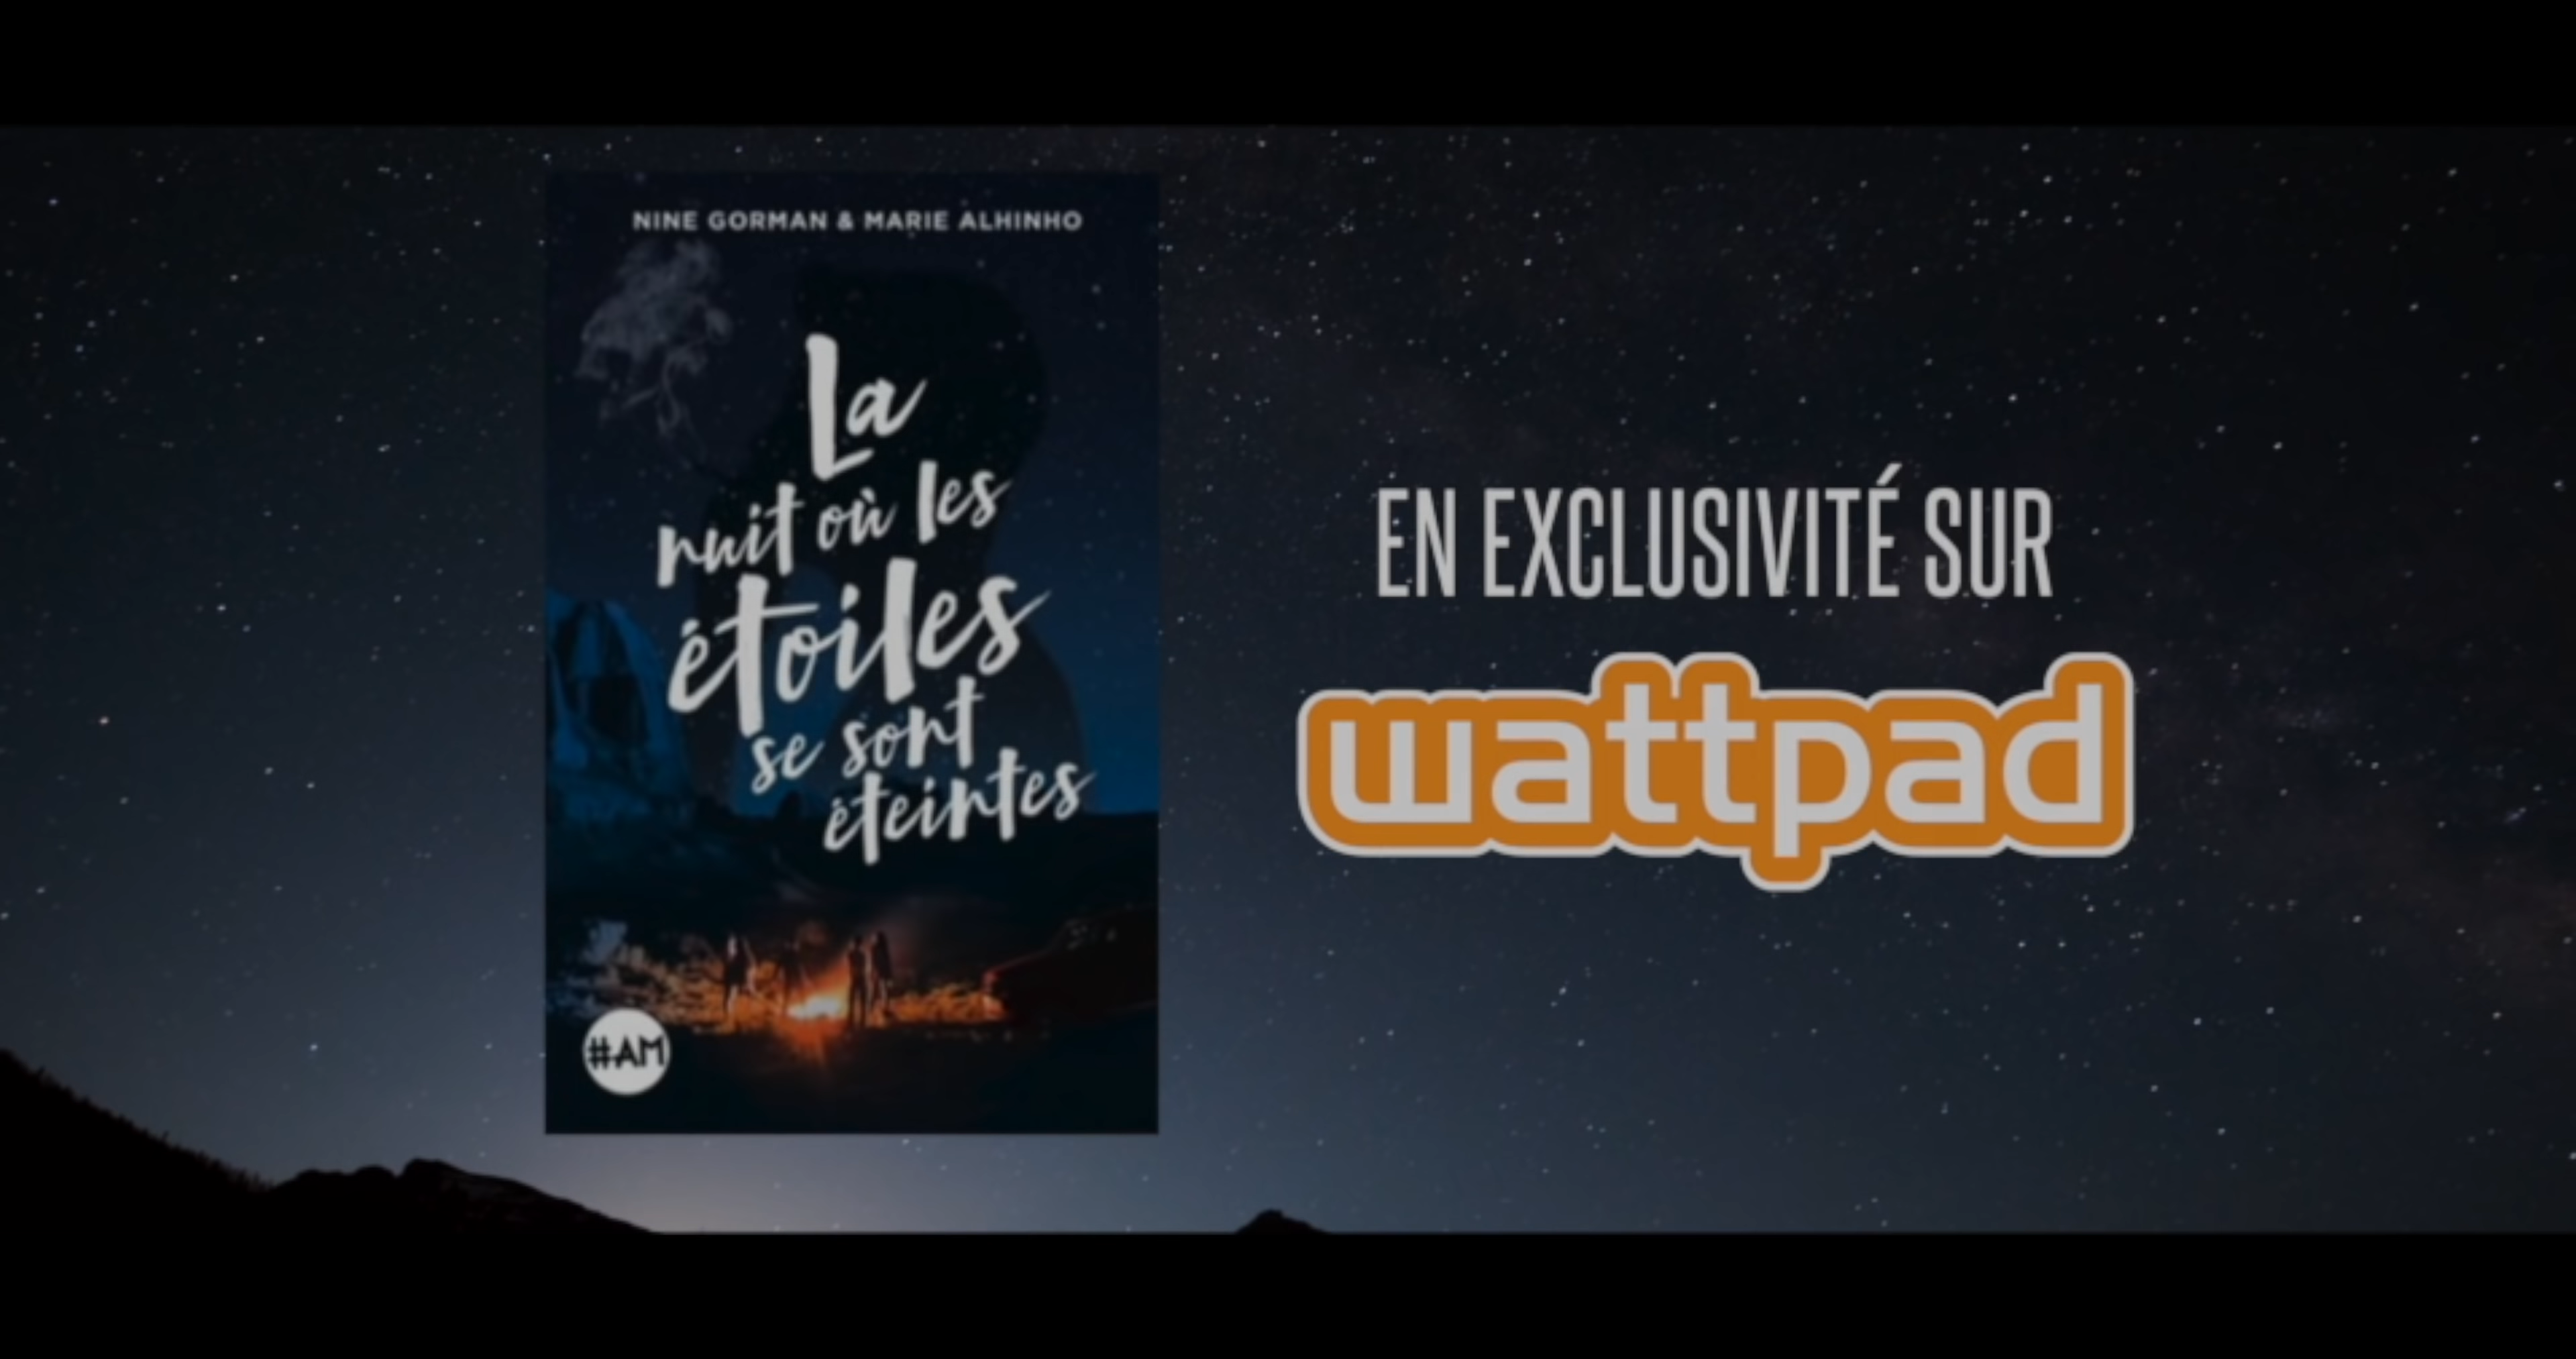 NINE GORMAN & MARIE ALHINHO
La
nuit où les
étoiles
se sont
éteintes
#AM
EN EXCLUSIVITÉ SUR
wattpad